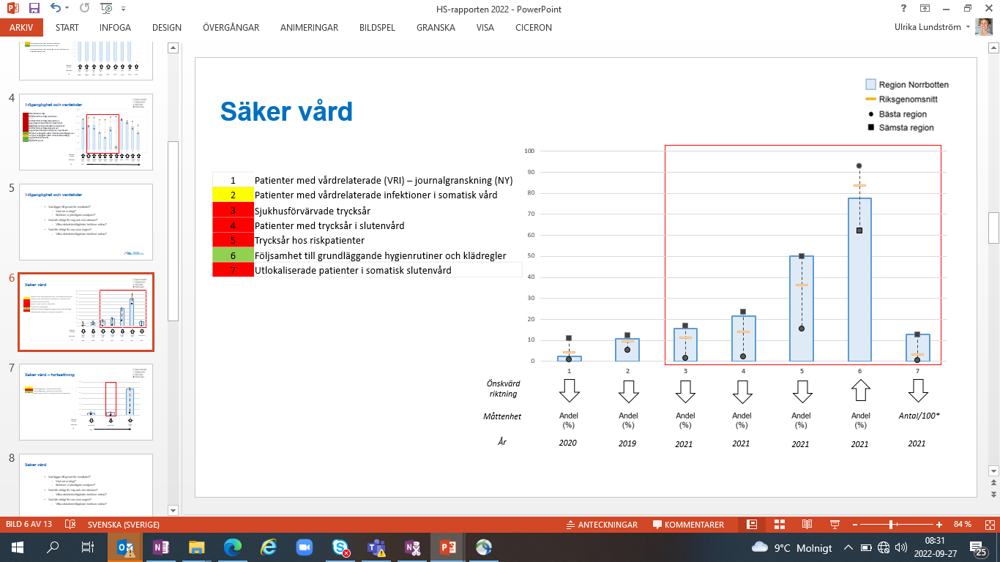 HS-rapporten 2022 - PowerPoint
ARKIV START INFOGA DESIGN ÖVERGÅNGAR ANIMERINGAR BILDSPEL GRANSKA VISA CICERON
Ulrika Lundström
4
Tillgänglighet och väntetider
5
Tillgänglighet och väntetider
6
Säker vård
7
Säker vård – fortsättning
8
Säker vård
Säker vård
Region Norrbotten
Riksgenomsnitt
Bästa region
Sämsta region
1 Patienter med vårdrelaterade (VRI) – journalgranskning (NY)
2 Patienter med vårdrelaterade infektioner i somatisk vård
3 Sjukhusförvärvade trycksår
4 Patienter med trycksår i slutenvård
5 Trycksår hos riskpatienter
6 Följsamhet till grundläggande hygienrutiner och klädregler
7 Utlokaliserade patienter i somatisk slutenvård
100
90
80
70
60
50
40
30
20
10
0
1 2 3 4 5 6 7
Önskvärd
riktning
Måttenhet
Andel (%) Andel (%) Andel (%) Andel (%) Andel (%) Andel (%) Antal/100*
År 2020 2019 2021 2021 2021 2021 2021
BILD 6 AV 13 SVENSKA (SVERIGE) ANTECKNINGAR KOMMENTARER 84 %
9°C Molnigt
08:31
2022-09-27
25